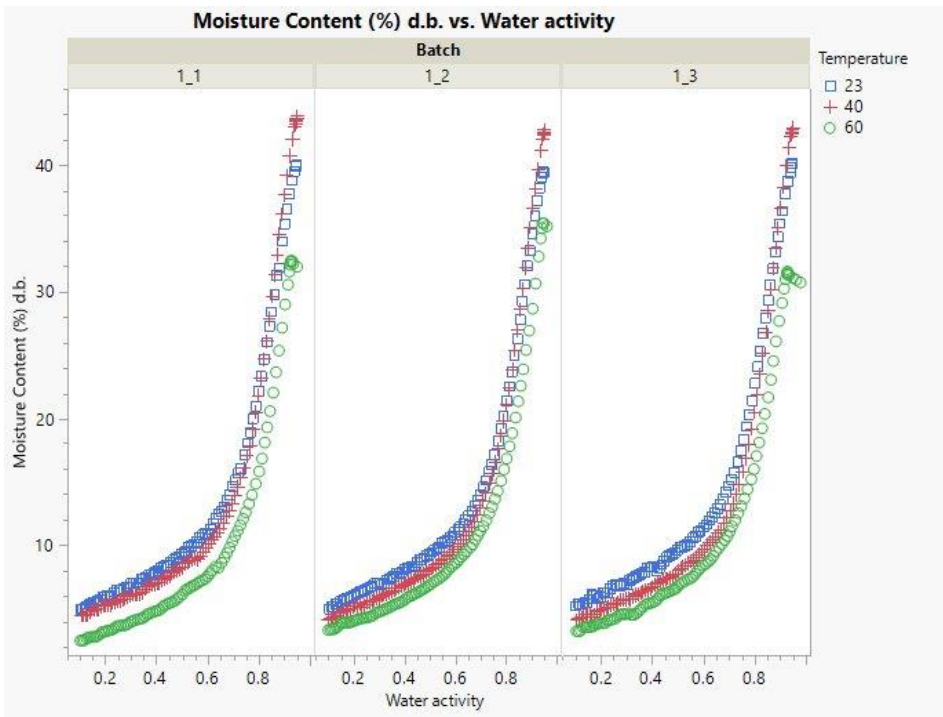 Moisture Content (%) d.b. vs. Water activity
Batch
1_1 1_2 1_3
Temperature
23
40
60
Moisture Content (%) d.b.
40
30
20
10
0.2 0.4 0.6 0.8 0.2 0.4 0.6 0.8 0.2 0.4 0.6 0.8
Water activity